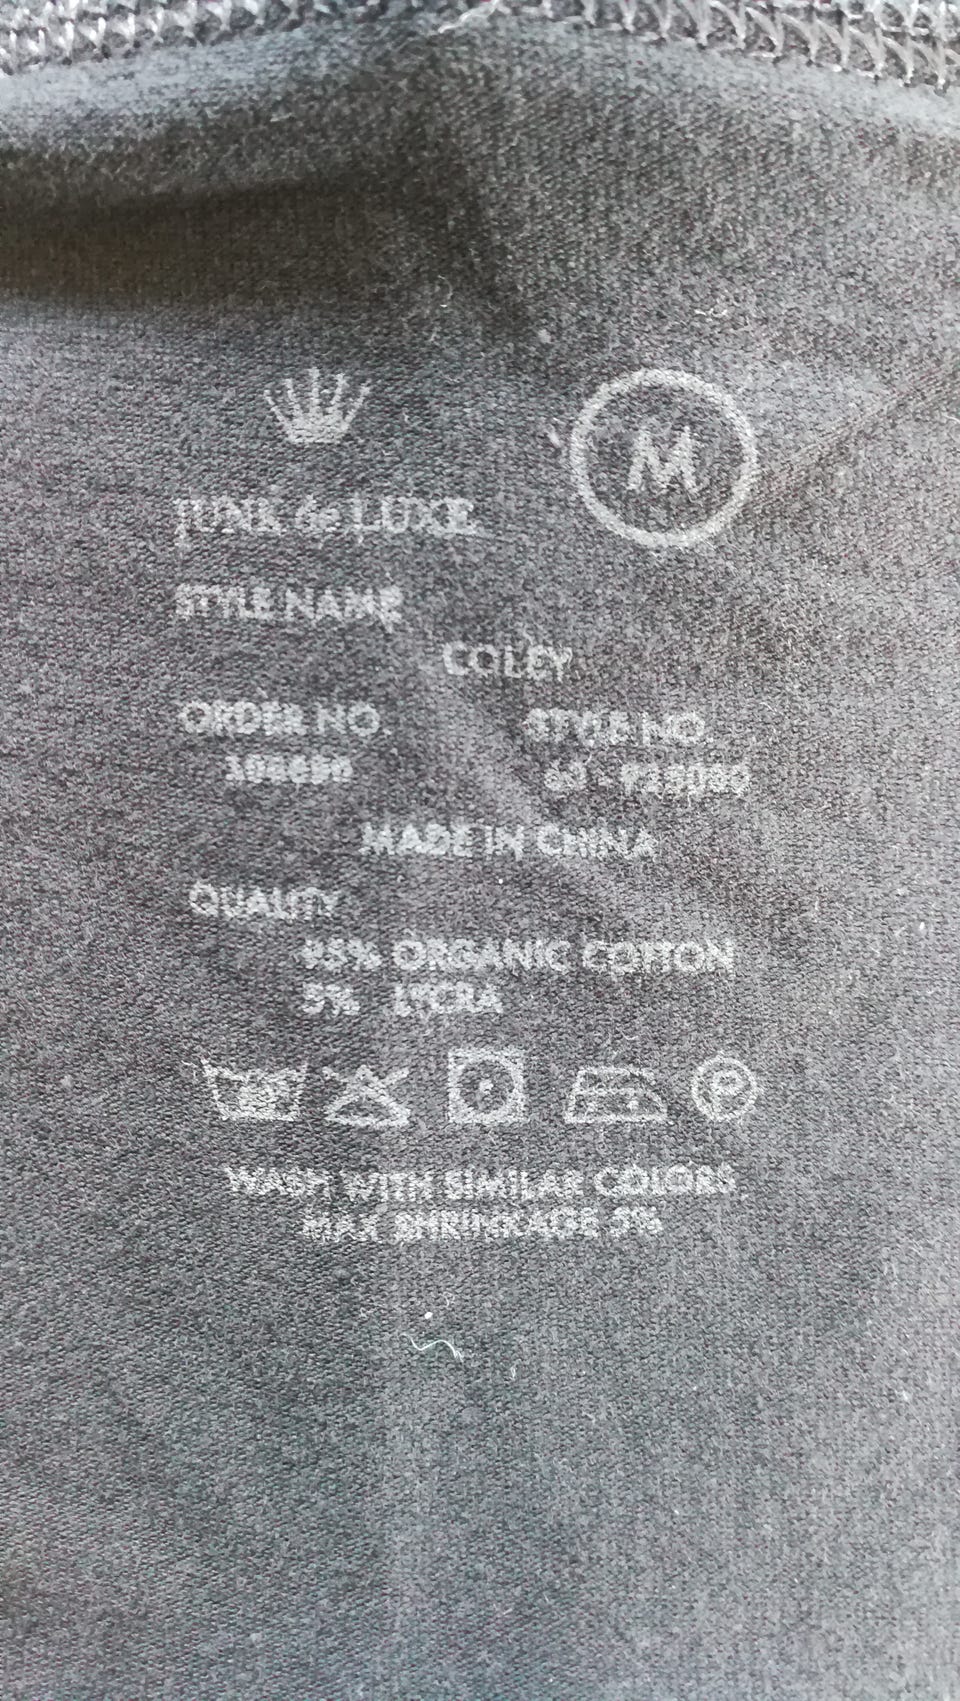 JUNK de LUXE
M
STYLE NAME
COLEY
ORDER NO.
STYLE NO.
MADE IN CHINA
QUALITY
95% ORGANIC COTTON
5% LYCRA
P
WASH WITH SIMILAR COLORS
MAX SHRINKAGE 5%